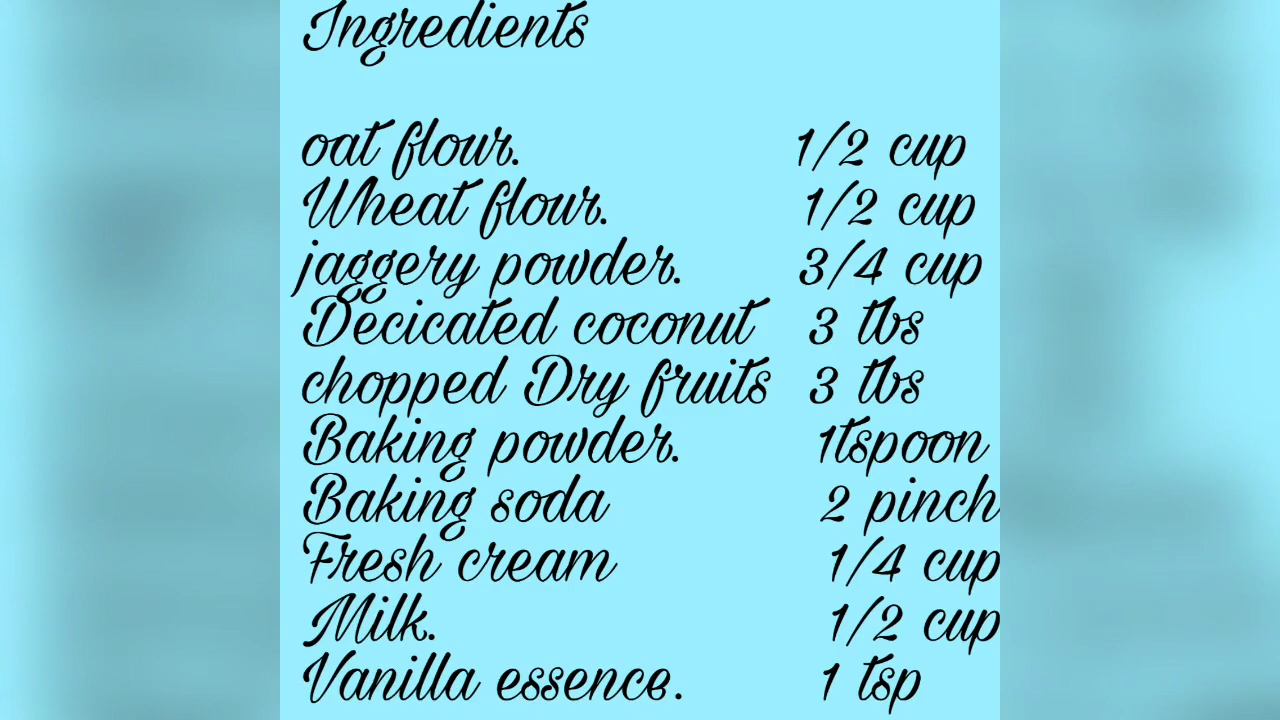 Ingredients
oat flour. 1/2 cup
Wheat flour. 1/2 cup
jaggery powder. 3/4 cup
Decicated coconut 3 tbs
chopped Dry fruits 3 tbs
Baking powder. 1tspoon
Baking soda 2 pinch
Fresh cream 1/4 cup
Milk. 1/2 cup
Vanilla essence. 1 tsp